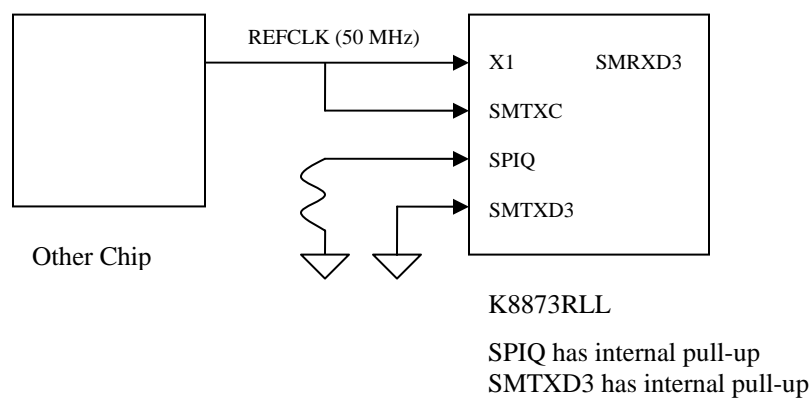 REFCLK (50 MHz)
X1 SMRXD3
SMTXC
SPIQ
SMTXD3
Other Chip
K8873RLL
SPIQ has internal pull-up
SMTXD3 has internal pull-up